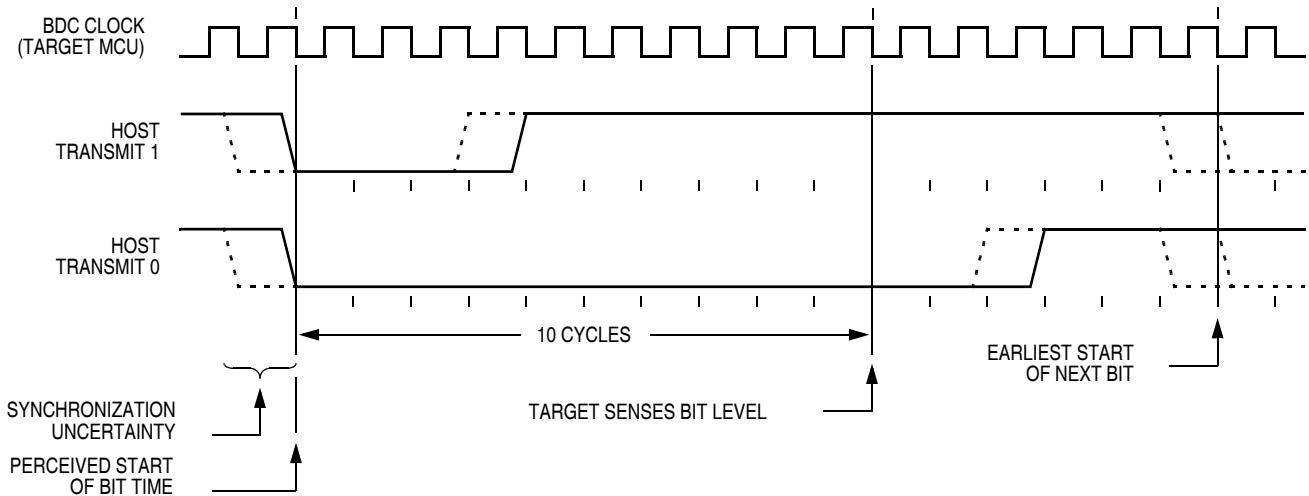 BDC CLOCK
(TARGET MCU)
HOST
TRANSMIT 1
HOST
TRANSMIT 0
10 CYCLES
EARLIEST START
OF NEXT BIT
SYNCHRONIZATION
UNCERTAINTY
TARGET SENSES BIT LEVEL
PERCEIVED START
OF BIT TIME